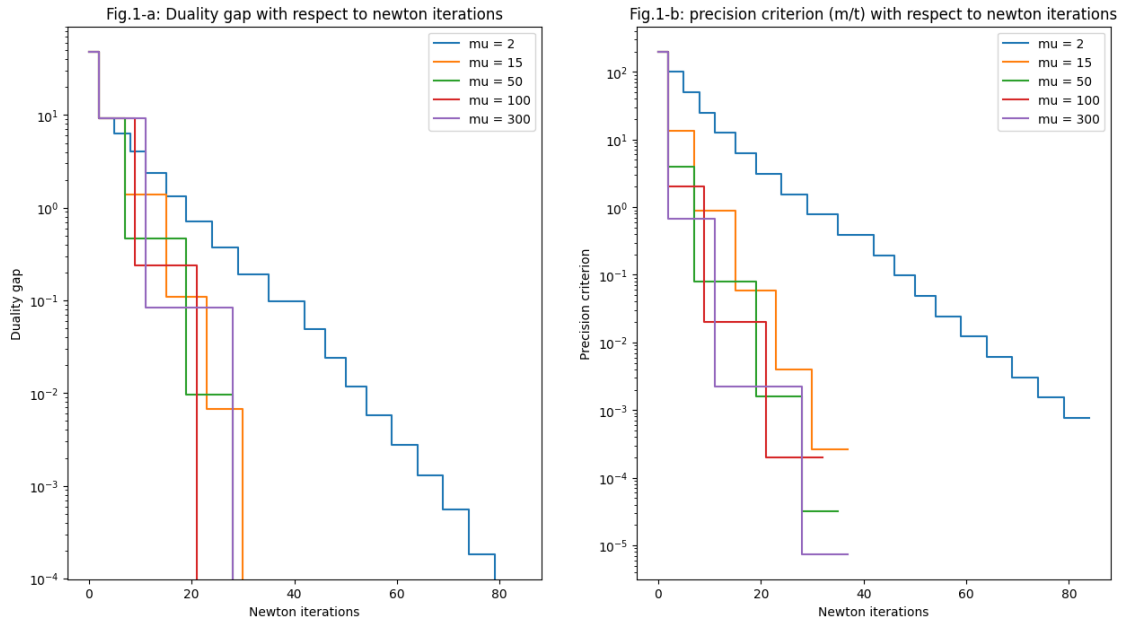 Fig.1-a: Duality gap with respect to newton iterations
mu = 2
mu = 15
mu = 50
mu = 100
mu = 300
10^1
10^0
10^-1
10^-2
10^-3
10^-4
Duality gap
0
20
40
60
80
Newton iterations
Fig.1-b: precision criterion (m/t) with respect to newton iterations
mu = 2
mu = 15
mu = 50
mu = 100
mu = 300
10^2
10^1
10^0
10^-1
10^-2
10^-3
10^-4
10^-5
Precision criterion
0
20
40
60
80
Newton iterations